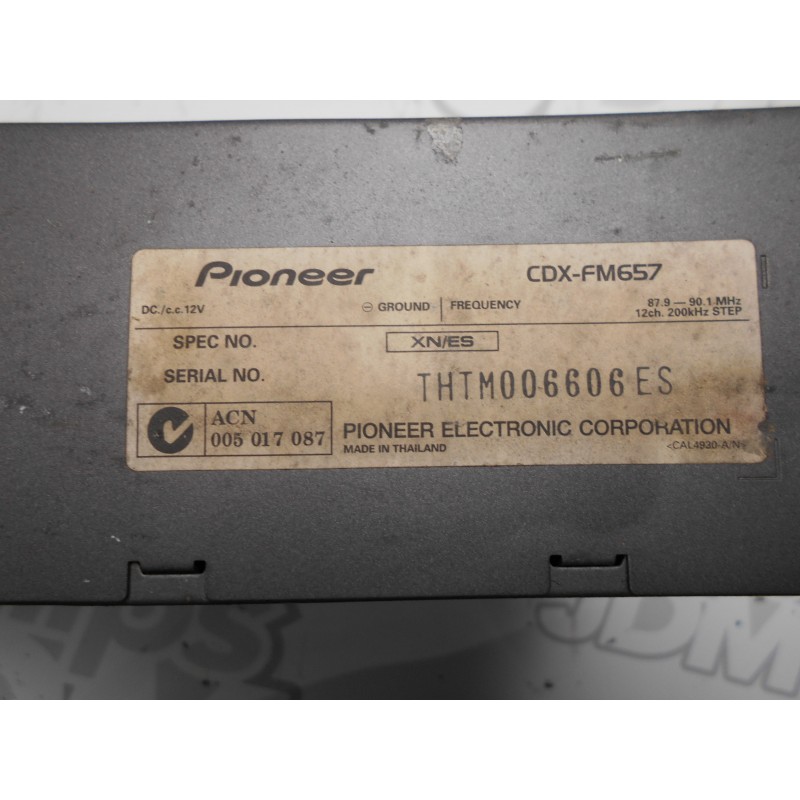 Pioneer CDX-FM657
DC./c.c.12V ⊖ GROUND FREQUENCY 87.9 — 90.1 MHz
12ch. 200kHz STEP
SPEC NO. XN/ES
SERIAL NO. THTM006606ES
ACN
005 017 087
PIONEER ELECTRONIC CORPORATION
MADE IN THAILAND <CAL4930-A/N>
JDM